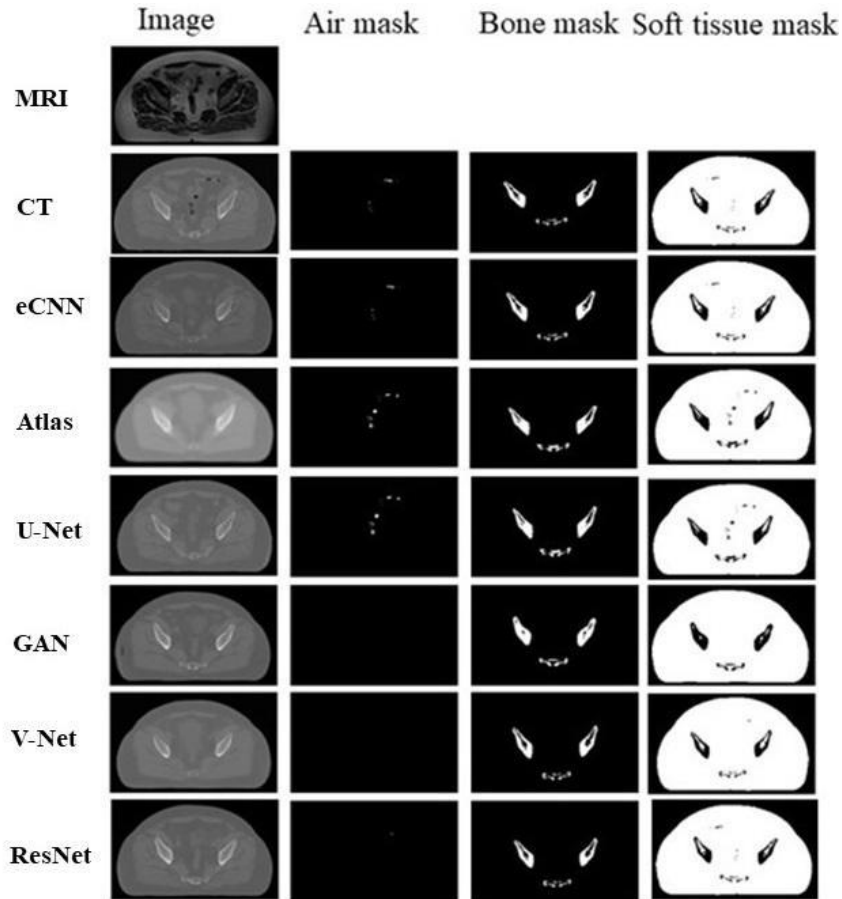 Image Air mask Bone mask Soft tissue mask
MRI
CT
eCNN
Atlas
U-Net
GAN
V-Net
ResNet